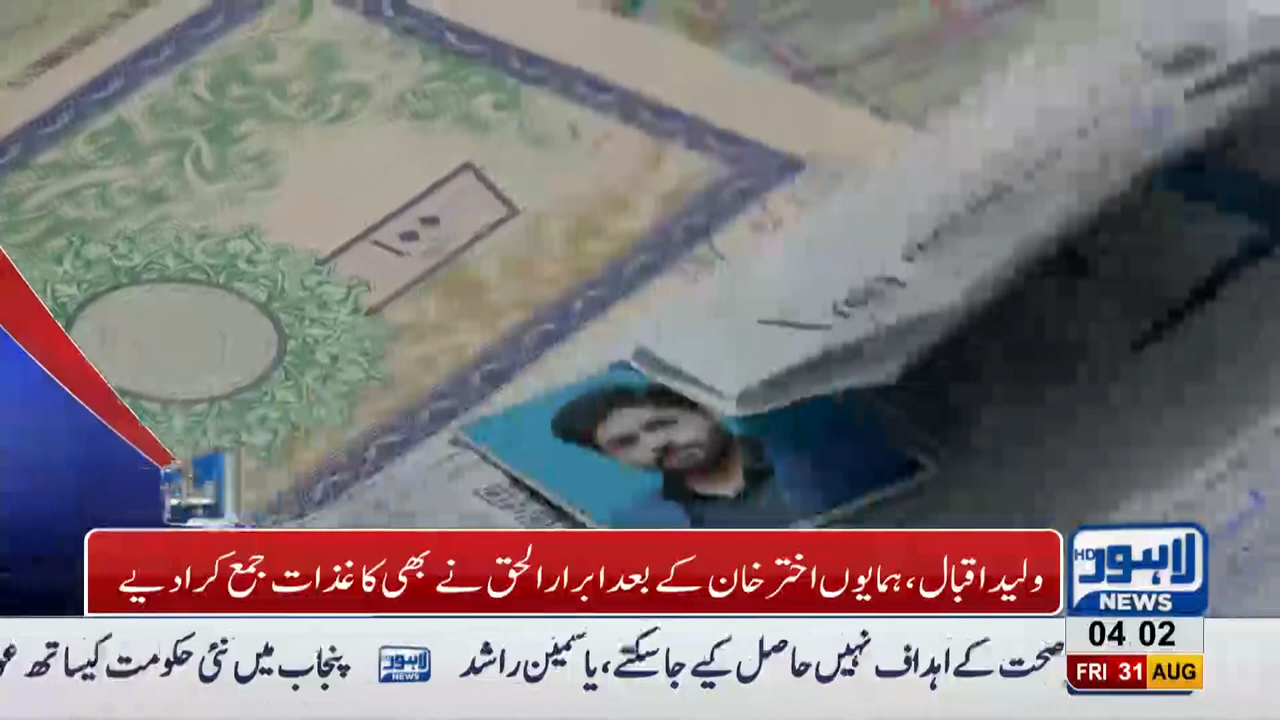 ۱۰۰
ولید اقبال، ہمایوں اختر خان کے بعد ابرار الحق نے بھی کاغذات جمع کرا دیے
لاہور HD
NEWS
04 02
صحت کے اہداف نہیں حاصل کیے جا سکتے، یاسمین راشد لاہور NEWS پنجاب میں نئی حکومت کیساتھ
FRI 31 AUG